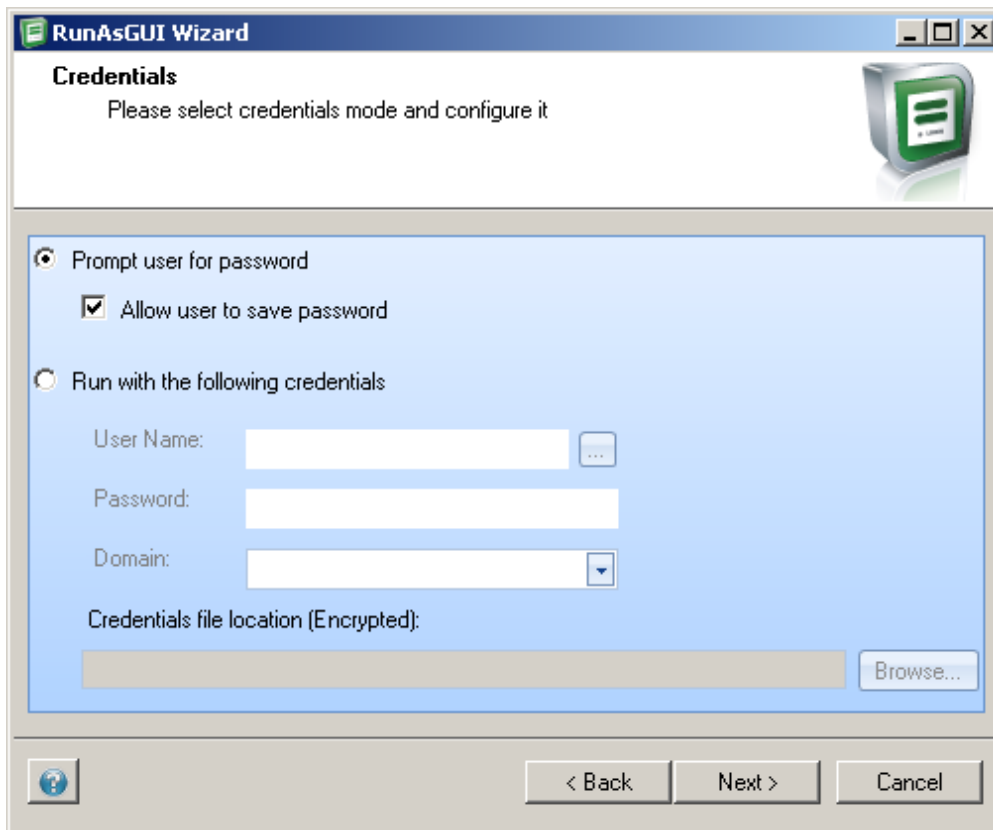 RunAsGUI Wizard
Credentials
Please select credentials mode and configure it
Prompt user for password
Allow user to save password
Run with the following credentials
User Name:
...
Password:
Domain:
Credentials file location (Encrypted):
Browse...
?
< Back
Next >
Cancel